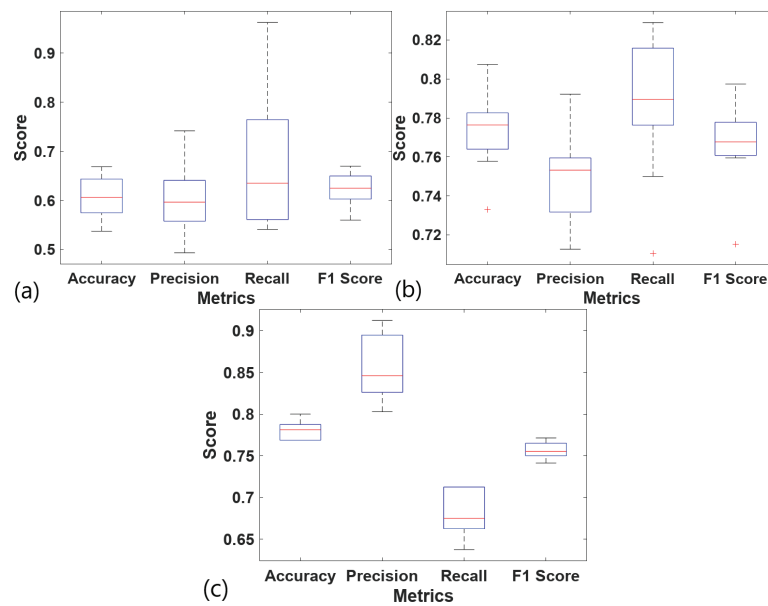 0.9
0.8
0.7
0.6
0.5
Score
Accuracy Precision Recall F1 Score
Metrics
(a)
0.82
0.8
0.78
0.76
0.74
0.72
Score
Accuracy Precision Recall F1 Score
Metrics
(b)
0.9
0.85
0.8
0.75
0.7
0.65
Score
Accuracy Precision Recall F1 Score
Metrics
(c)